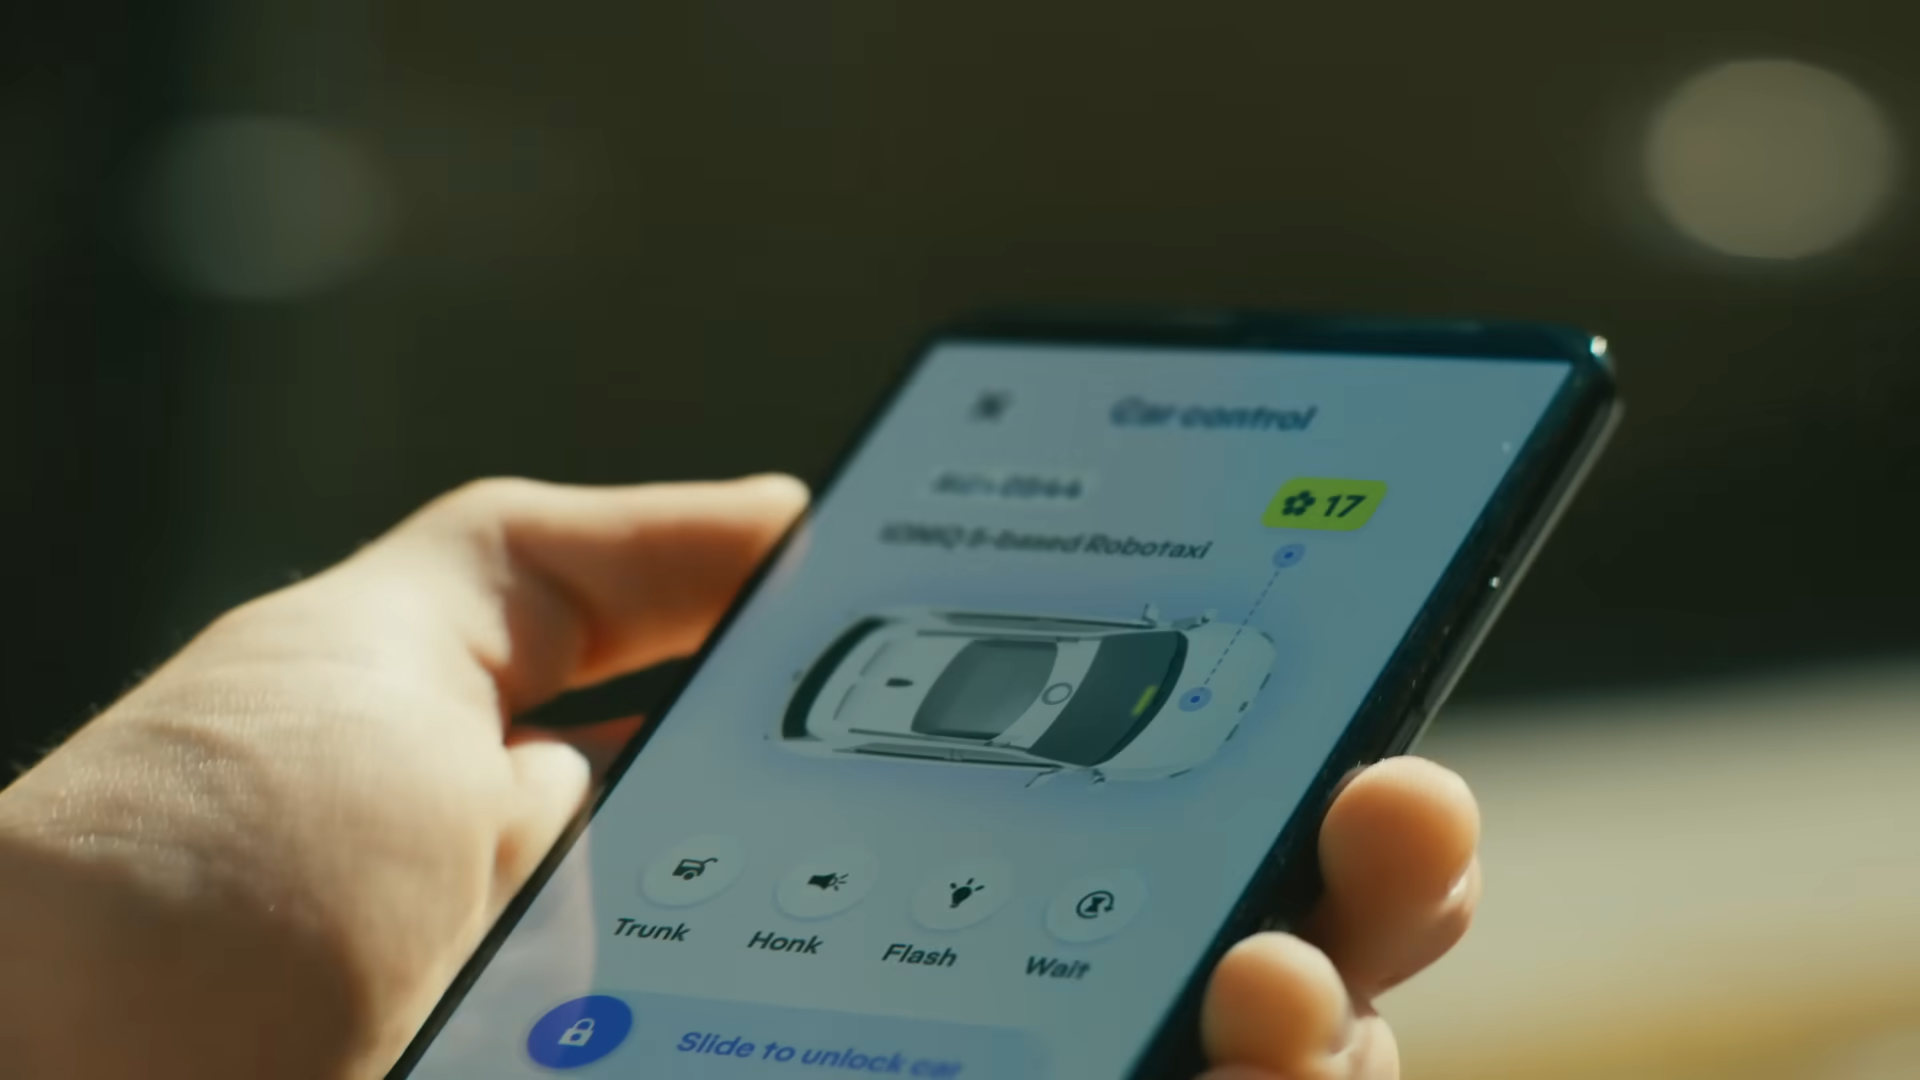 Car control
17
IONIQ 5-based Robotaxi
Trunk
Honk
Flash
Wait
Slide to unlock car